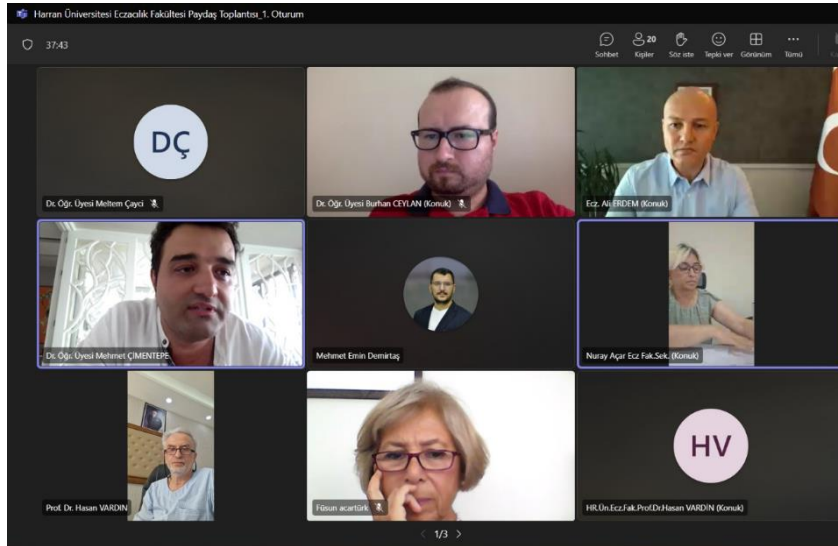 Harran Üniversitesi Eczacılık Fakültesi Paydaş Toplantısı_1. Oturum
37:43
20
Sohbet Kişiler Söz iste Tepki ver Görünüm Tümü
DÇ
Dr. Öğr. Üyesi Meltem Çayci
Dr. Öğr. Üyesi Burhan CEYLAN (Konuk)
Ecz. Ali ERDEM (Konuk)
Dr. Öğr. Üyesi Mehmet ÇİMENTEPE
Mehmet Emin Demirtaş
Nuray Açar Ecz Fak.Sek. (Konuk)
Prof. Dr. Hasan VARDIN
Füsun acartürk
HV
HR.Ün.Ecz.Fak.Prof.Dr.Hasan VARDİN (Konuk)
1/3